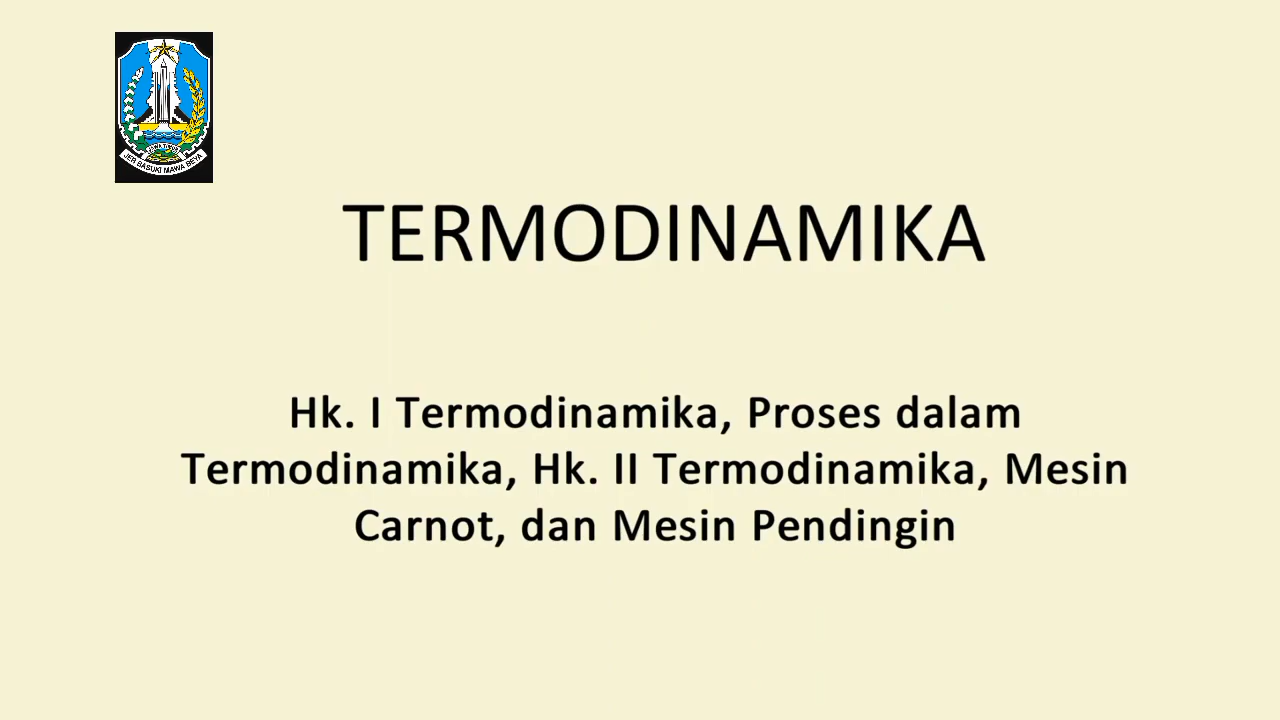 JAWA TIMUR
JER BASUKI MAWA BEYA
TERMODINAMIKA
Hk. I Termodinamika, Proses dalam
Termodinamika, Hk. II Termodinamika, Mesin
Carnot, dan Mesin Pendingin